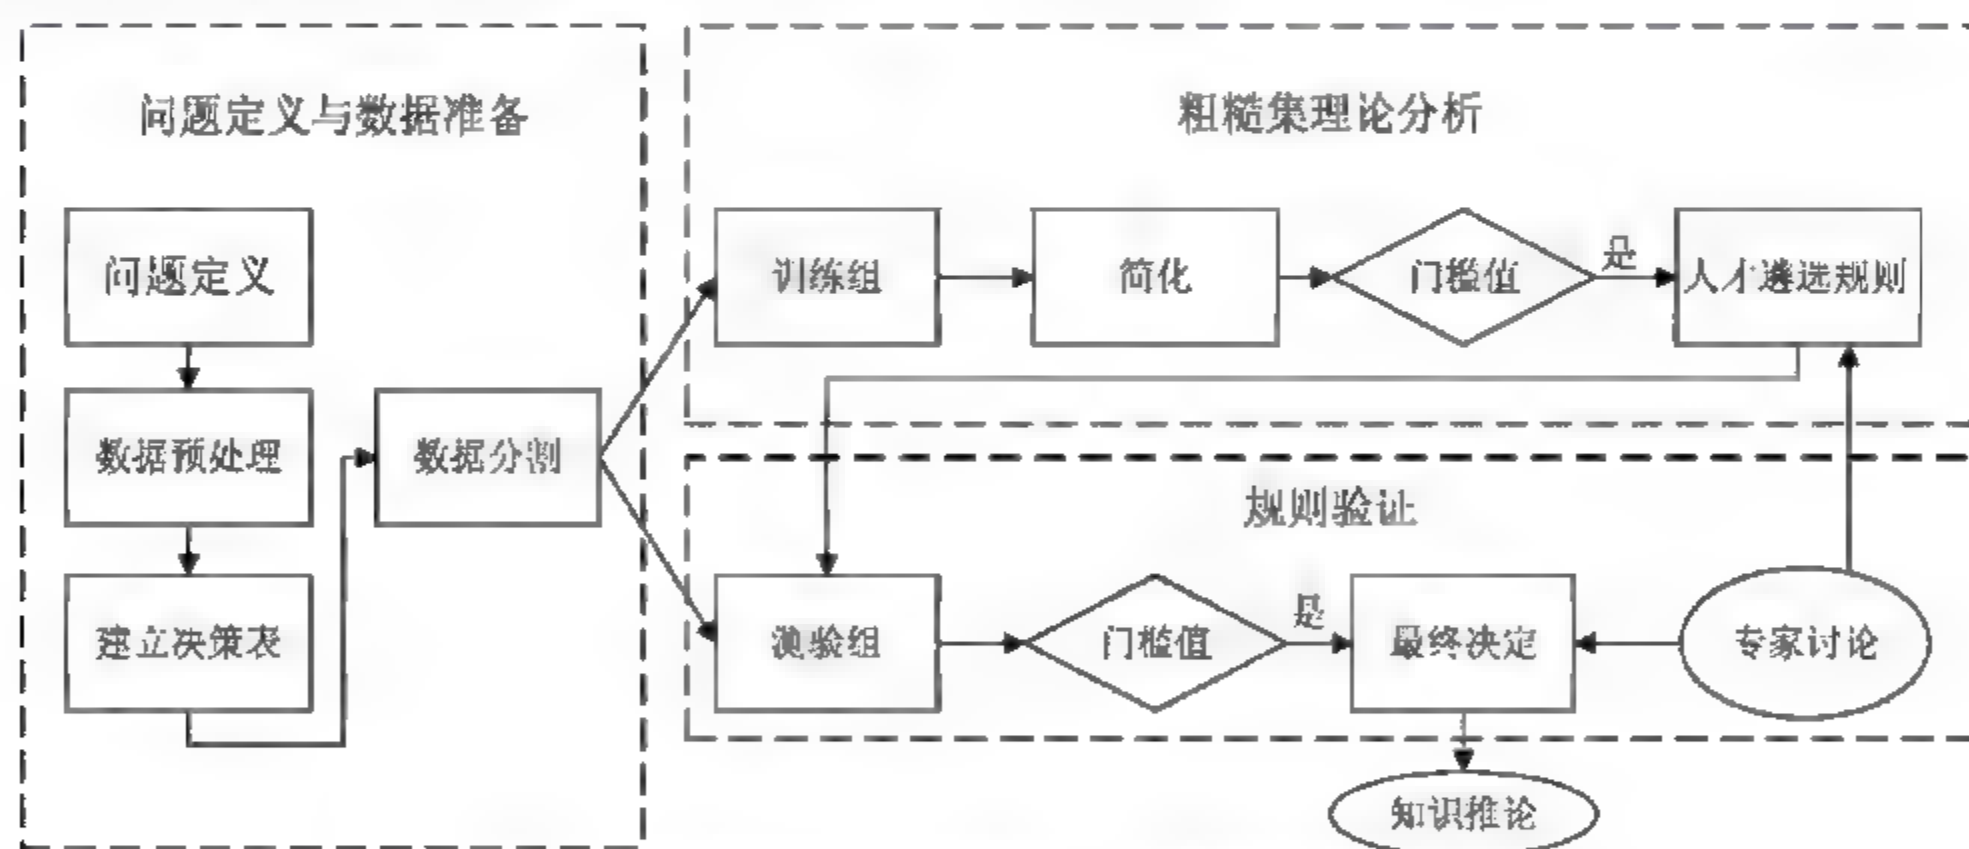 问题定义与数据准备
问题定义
数据预处理
建立决策表
数据分割
粗糙集理论分析
训练组
简化
门槛值
是
人才遴选规则
规则验证
测验组
门槛值
是
最终决定
专家讨论
知识推论